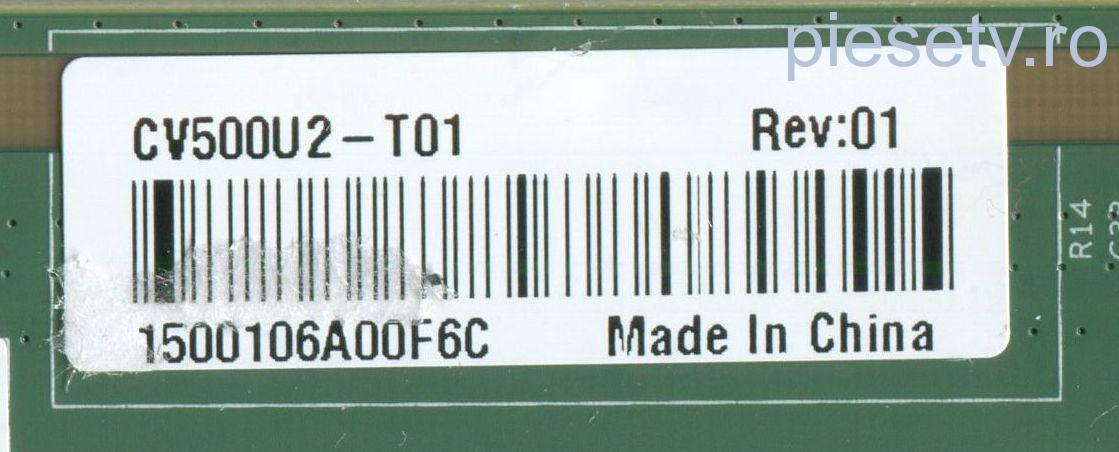 piesetv.ro
CV500U2-T01 Rev:01
R14
1500106A00F6C Made In China